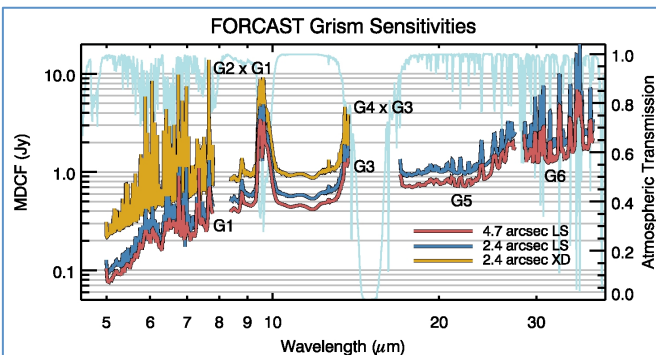 FORCAST Grism Sensitivities
G2 x G1
G4 x G3
G3
G1
G5
G6
4.7 arcsec LS
2.4 arcsec LS
2.4 arcsec XD
10.0
1.0
0.1
MDCF (Jy)
1.0
0.8
0.6
0.4
0.2
0.0
Atmospheric Transmission
5 6 7 8 9 10 20 30
Wavelength (μm)